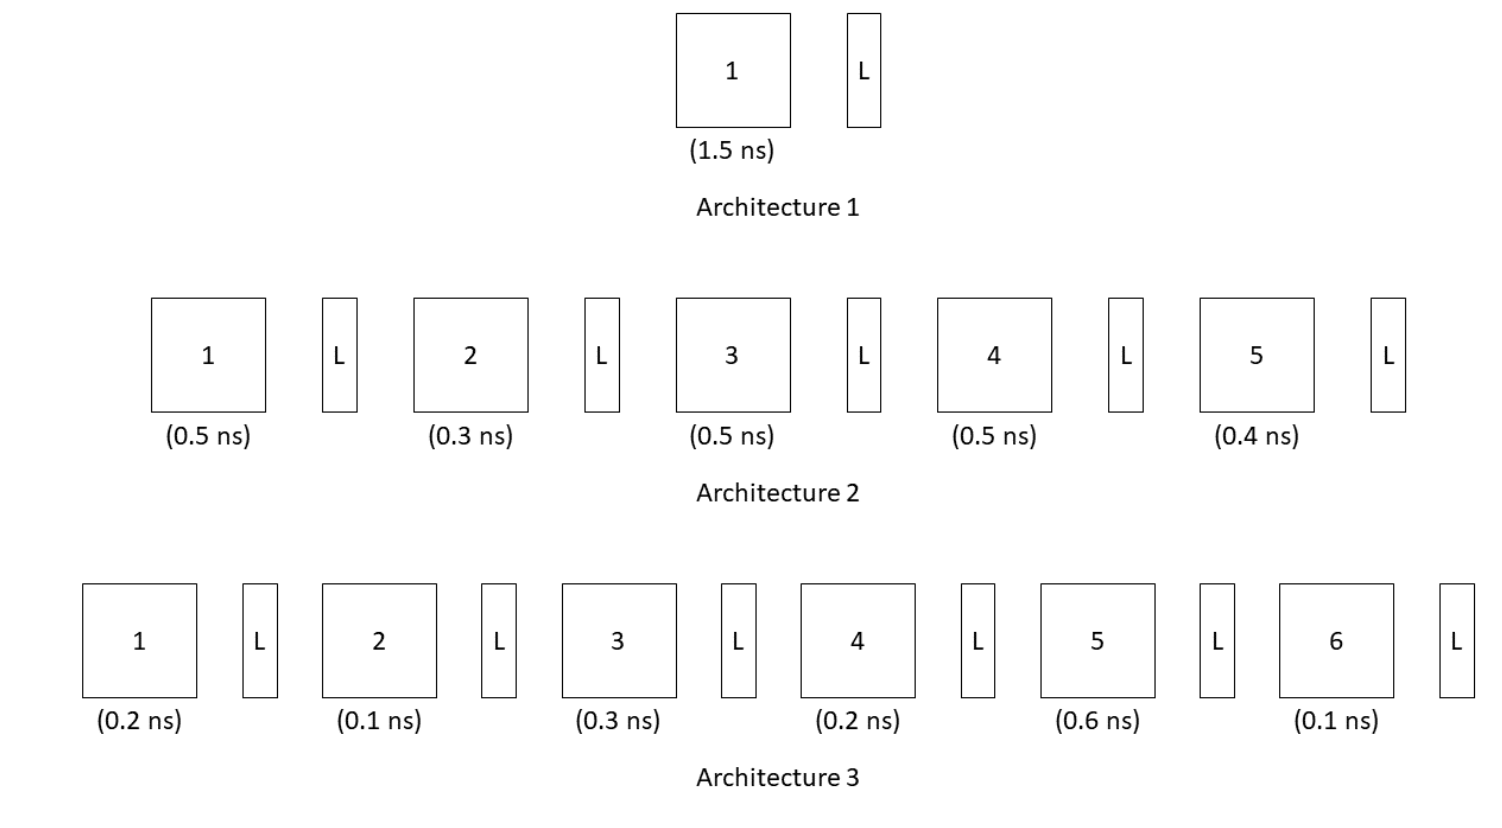 1 L
(1.5 ns)
Architecture 1
1 L 2 L 3 L 4 L 5 L
(0.5 ns) (0.3 ns) (0.5 ns) (0.5 ns) (0.4 ns)
Architecture 2
1 L 2 L 3 L 4 L 5 L 6 L
(0.2 ns) (0.1 ns) (0.3 ns) (0.2 ns) (0.6 ns) (0.1 ns)
Architecture 3